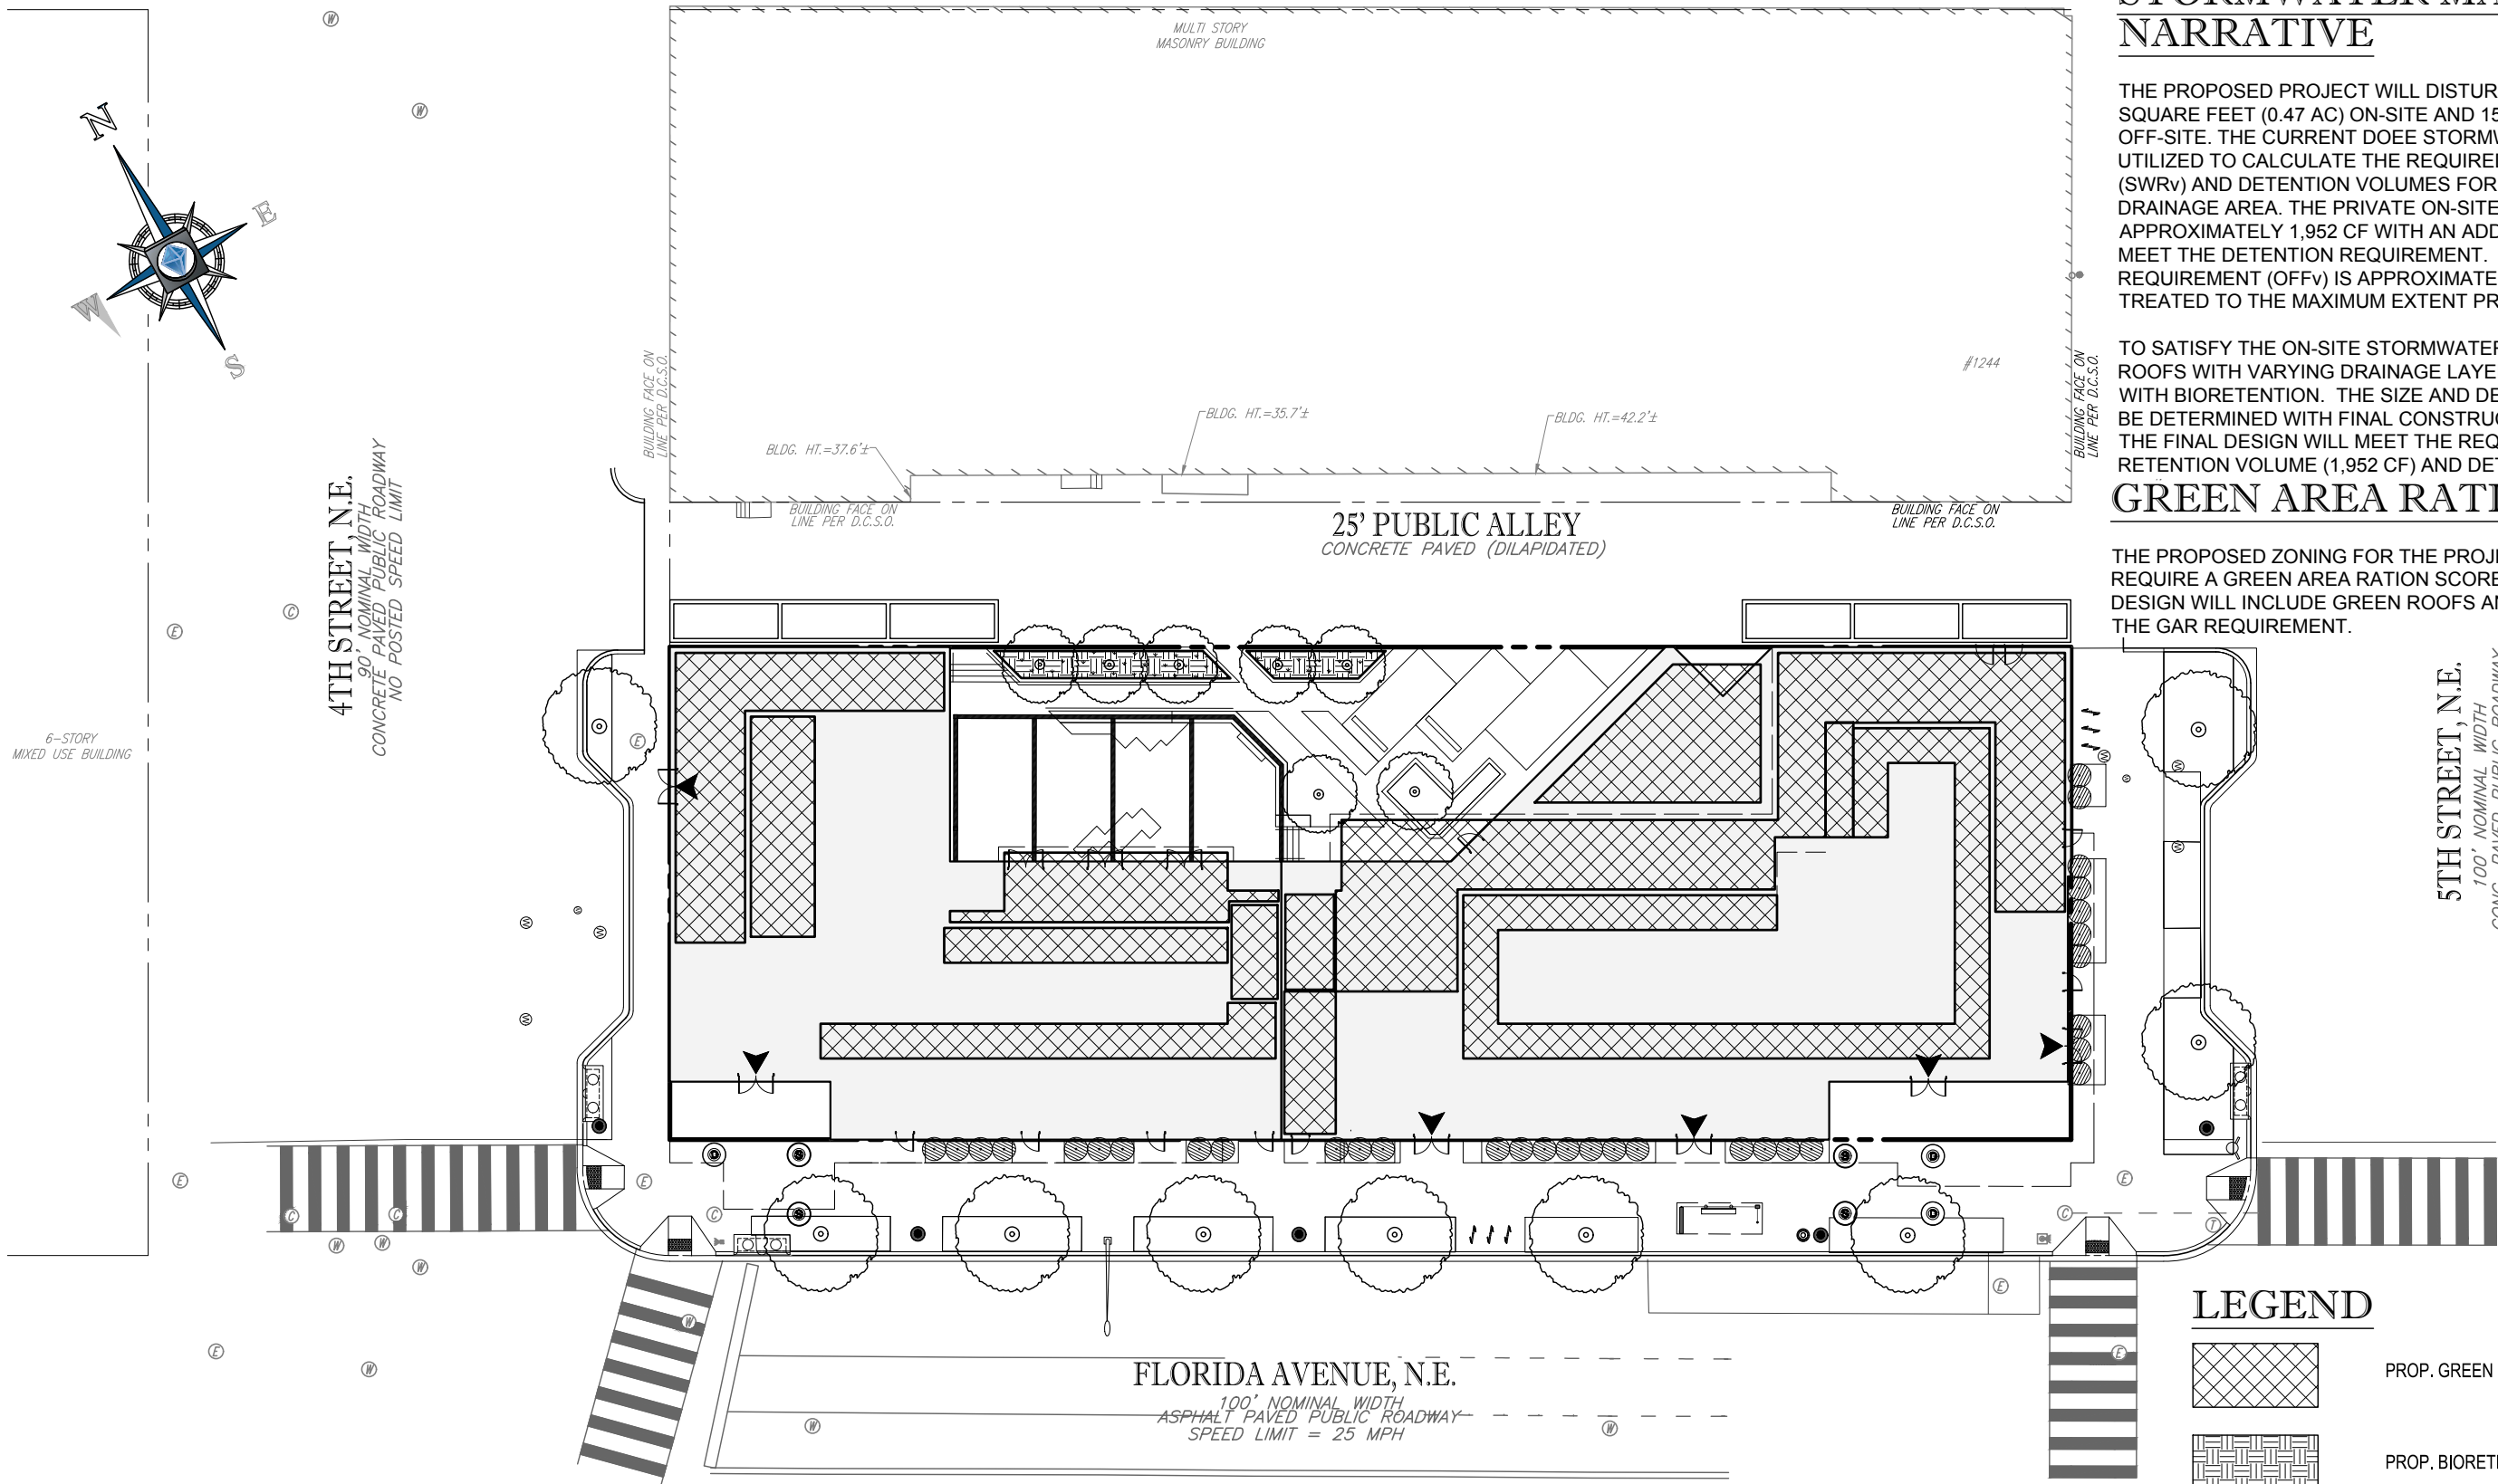 NARRATIVE
THE PROPOSED PROJECT WILL DISTUR
SQUARE FEET (0.47 AC) ON-SITE AND 15
OFF-SITE. THE CURRENT DOEE STORMW
UTILIZED TO CALCULATE THE REQUIREM
(SWRv) AND DETENTION VOLUMES FOR
DRAINAGE AREA. THE PRIVATE ON-SITE
APPROXIMATELY 1,952 CF WITH AN ADD
MEET THE DETENTION REQUIREMENT.
REQUIREMENT (OFFv) IS APPROXIMATE
TREATED TO THE MAXIMUM EXTENT PR
TO SATISFY THE ON-SITE STORMWATER
ROOFS WITH VARYING DRAINAGE LAYE
WITH BIORETENTION. THE SIZE AND DE
BE DETERMINED WITH FINAL CONSTRUC
THE FINAL DESIGN WILL MEET THE REQ
RETENTION VOLUME (1,952 CF) AND DET
GREEN AREA RATI
THE PROPOSED ZONING FOR THE PROJE
REQUIRE A GREEN AREA RATION SCORE
DESIGN WILL INCLUDE GREEN ROOFS AN
THE GAR REQUIREMENT.
MULTI STORY
MASONRY BUILDING
N
E
W
S
#1244
BUILDING FACE ON
LINE PER D.C.S.O.
BUILDING FACE ON
LINE PER D.C.S.O.
BLDG. HT.=37.6'±
BLDG. HT.=35.7'±
BLDG. HT.=42.2'±
BUILDING FACE ON
LINE PER D.C.S.O.
BUILDING FACE ON
LINE PER D.C.S.O.
25' PUBLIC ALLEY
CONCRETE PAVED (DILAPIDATED)
4TH STREET, N.E.
90' NOMINAL WIDTH
CONCRETE PAVED PUBLIC ROADWAY
NO POSTED SPEED LIMIT
6-STORY
MIXED USE BUILDING
5TH STREET, N.E.
100' NOMINAL WIDTH
CONC. PAVED PUBLIC ROADWAY
FLORIDA AVENUE, N.E.
100' NOMINAL WIDTH
ASPHALT PAVED PUBLIC ROADWAY
SPEED LIMIT = 25 MPH
LEGEND
PROP. GREEN
PROP. BIORETE